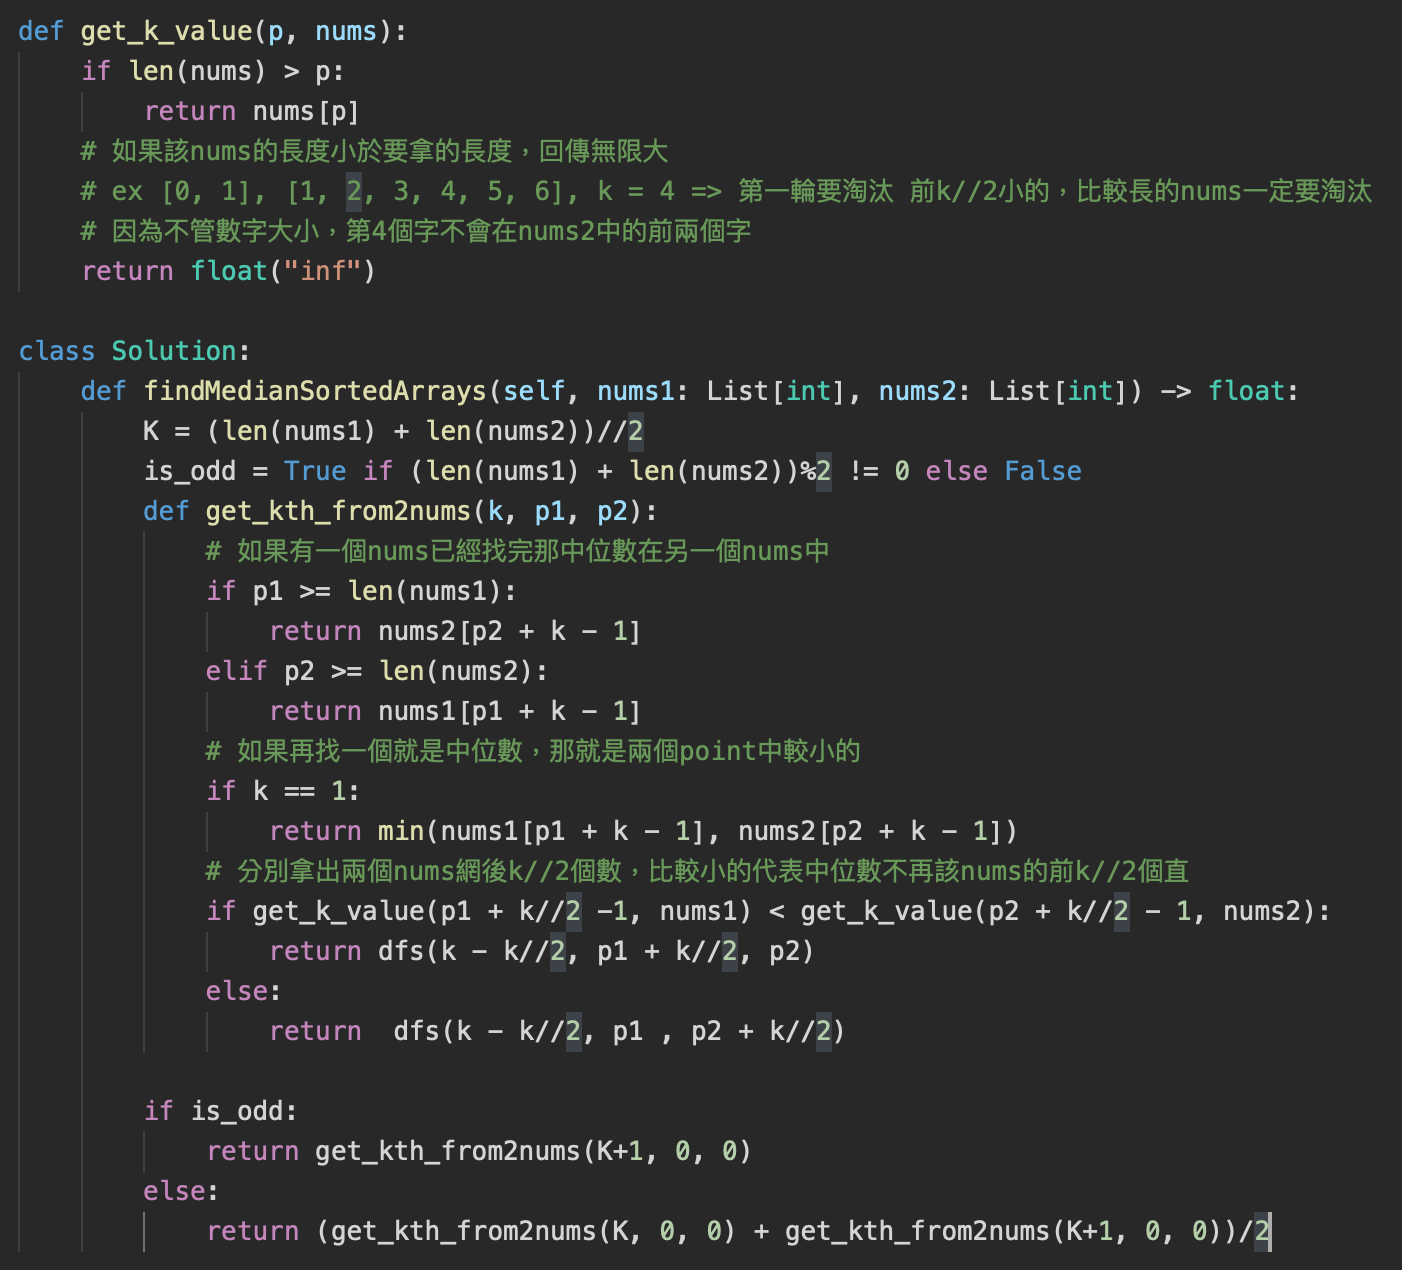 def get_k_value(p, nums):
    if len(nums) > p:
        return nums[p]
    # 如果該nums的長度小於要拿的長度，回傳無限大
    # ex [0, 1], [1, 2, 3, 4, 5, 6], k = 4 => 第一輪要淘汰 前k//2小的，比較長的nums一定要淘汰
    # 因為不管數字大小，第4個字不會在nums2中的前兩個字
    return float("inf")

class Solution:
    def findMedianSortedArrays(self, nums1: List[int], nums2: List[int]) -> float:
        K = (len(nums1) + len(nums2))//2
        is_odd = True if (len(nums1) + len(nums2))%2 != 0 else False
        def get_kth_from2nums(k, p1, p2):
            # 如果有一個nums已經找完那中位數在另一個nums中
            if p1 >= len(nums1):
                return nums2[p2 + k - 1]
            elif p2 >= len(nums2):
                return nums1[p1 + k - 1]
            # 如果再找一個就是中位數，那就是兩個point中較小的
            if k == 1:
                return min(nums1[p1 + k - 1], nums2[p2 + k - 1])
            # 分別拿出兩個nums網後k//2個數，比較小的代表中位數不再該nums的前k//2個直
            if get_k_value(p1 + k//2 -1, nums1) < get_k_value(p2 + k//2 - 1, nums2):
                return dfs(k - k//2, p1 + k//2, p2)
            else:
                return  dfs(k - k//2, p1 , p2 + k//2)

        if is_odd:
            return get_kth_from2nums(K+1, 0, 0)
        else:
            return (get_kth_from2nums(K, 0, 0) + get_kth_from2nums(K+1, 0, 0))/2